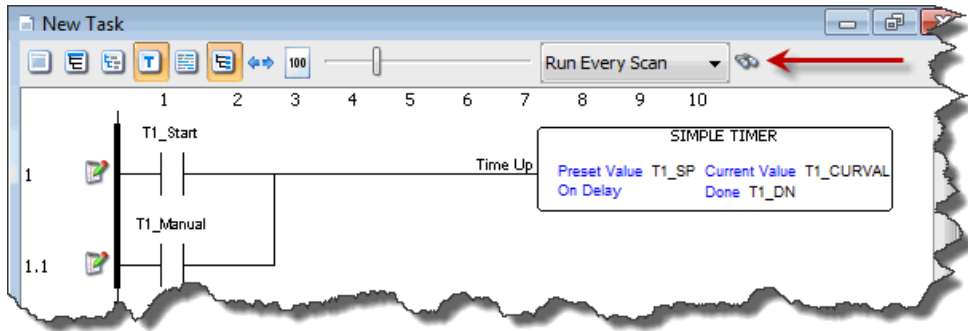 New Task
T 100 Run Every Scan
1 2 3 4 5 6 7 8 9 10
T1_Start
SIMPLE TIMER
1 Time Up Preset Value T1_SP Current Value T1_CURVAL
On Delay Done T1_DN
T1_Manual
1.1